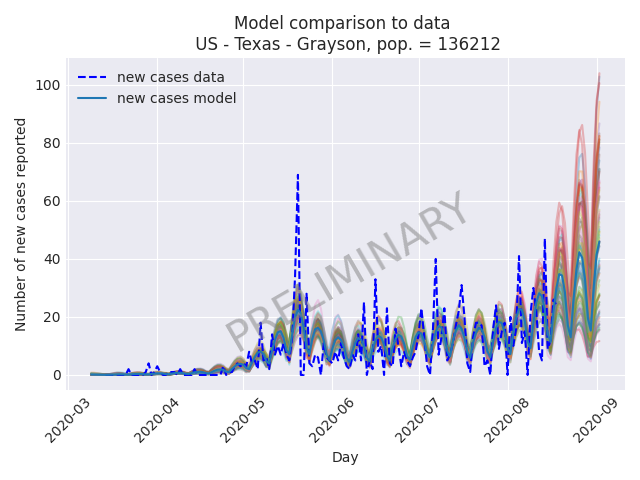 Model comparison to data
US - Texas - Grayson, pop. = 136212
new cases data
new cases model
PRELIMINARY
Number of new cases reported
100
80
60
40
20
0
2020-03
2020-04
2020-05
2020-06
2020-07
2020-08
2020-09
Day